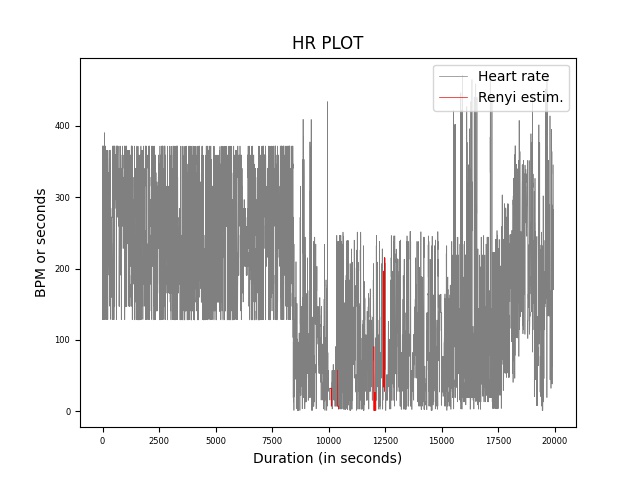 HR PLOT
Heart rate
Renyi estim.
BPM or seconds
400
300
200
100
0
0 2500 5000 7500 10000 12500 15000 17500 20000
Duration (in seconds)